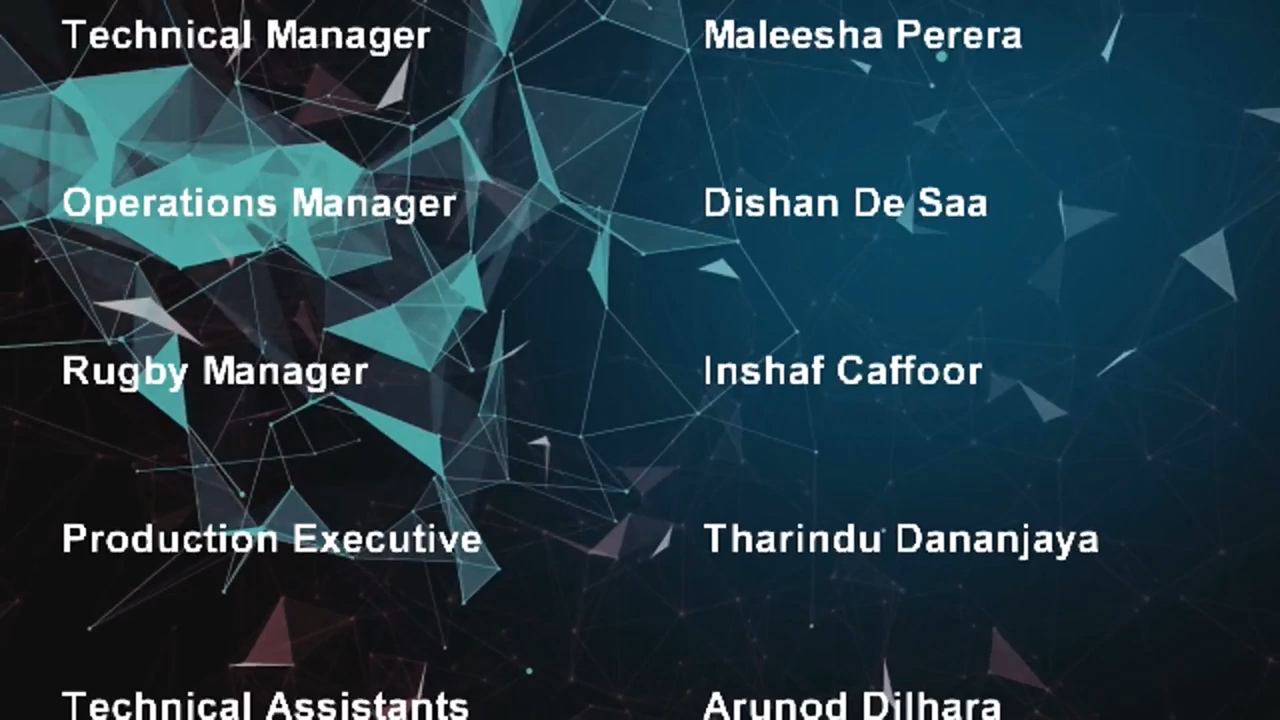 Technical Manager Maleesha Perera
Operations Manager Dishan De Saa
Rugby Manager Inshaf Caffoor
Production Executive Tharindu Dananjaya
Technical Assistants Arunod Dilhara